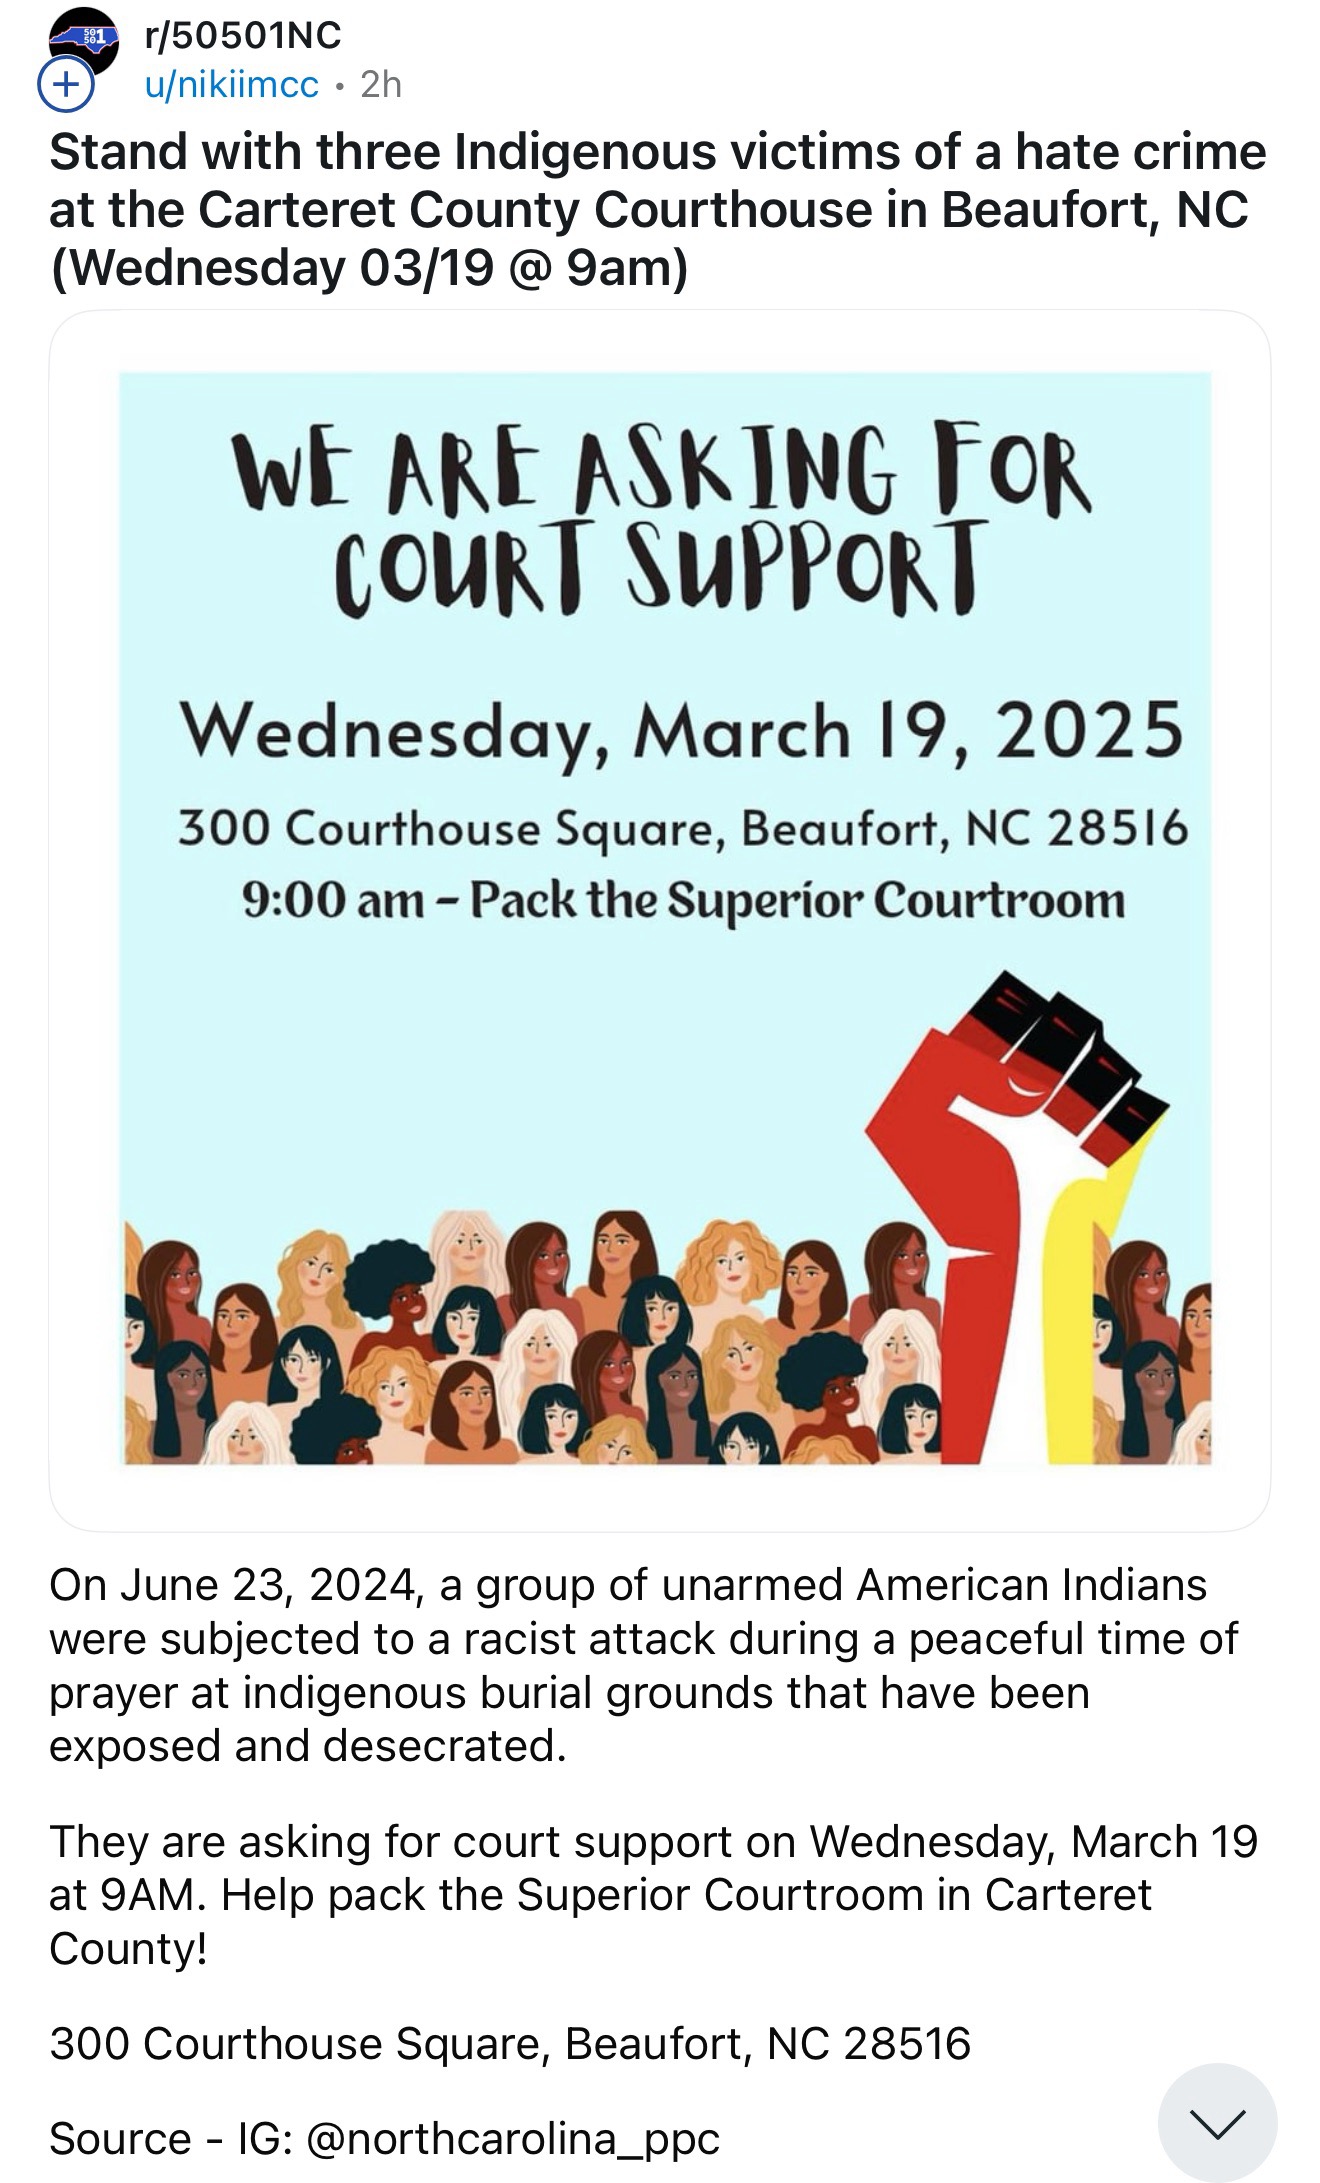 501
501
r/50501NC
u/nikiimcc • 2h
Stand with three Indigenous victims of a hate crime
at the Carteret County Courthouse in Beaufort, NC
(Wednesday 03/19 @ 9am)
WE ARE ASKING FOR
COURT SUPPORT
Wednesday, March 19, 2025
300 Courthouse Square, Beaufort, NC 28516
9:00 am – Pack the Superior Courtroom
On June 23, 2024, a group of unarmed American Indians
were subjected to a racist attack during a peaceful time of
prayer at indigenous burial grounds that have been
exposed and desecrated.
They are asking for court support on Wednesday, March 19
at 9AM. Help pack the Superior Courtroom in Carteret
County!
300 Courthouse Square, Beaufort, NC 28516
Source - IG: @northcarolina_ppc